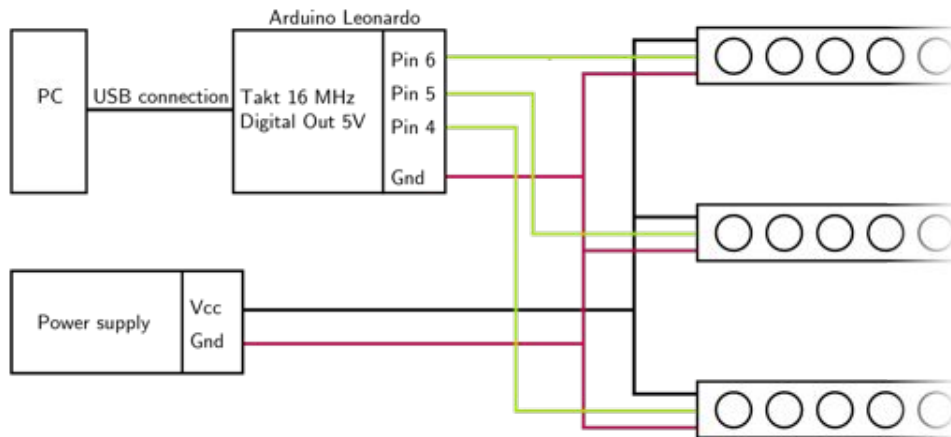 Arduino Leonardo
PC
USB connection
Takt 16 MHz
Digital Out 5V
Pin 6
Pin 5
Pin 4
Gnd
Power supply
Vcc
Gnd